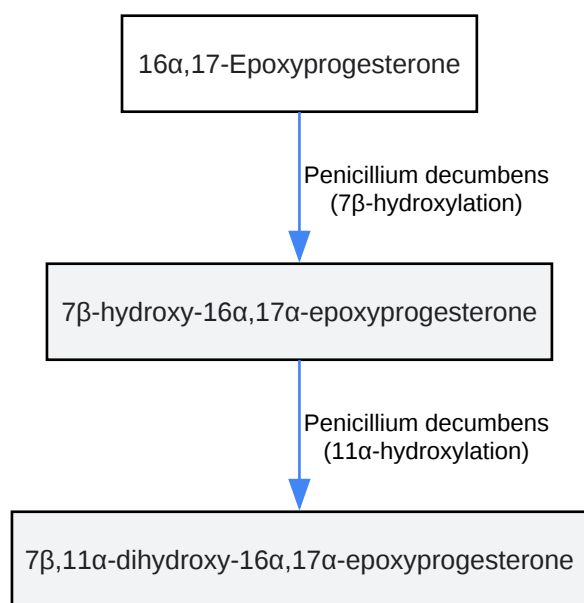 16α,17-Epoxyprogesterone
Penicillium decumbens
(7β-hydroxylation)
7β-hydroxy-16α,17α-epoxyprogesterone
Penicillium decumbens
(11α-hydroxylation)
7β,11α-dihydroxy-16α,17α-epoxyprogesterone